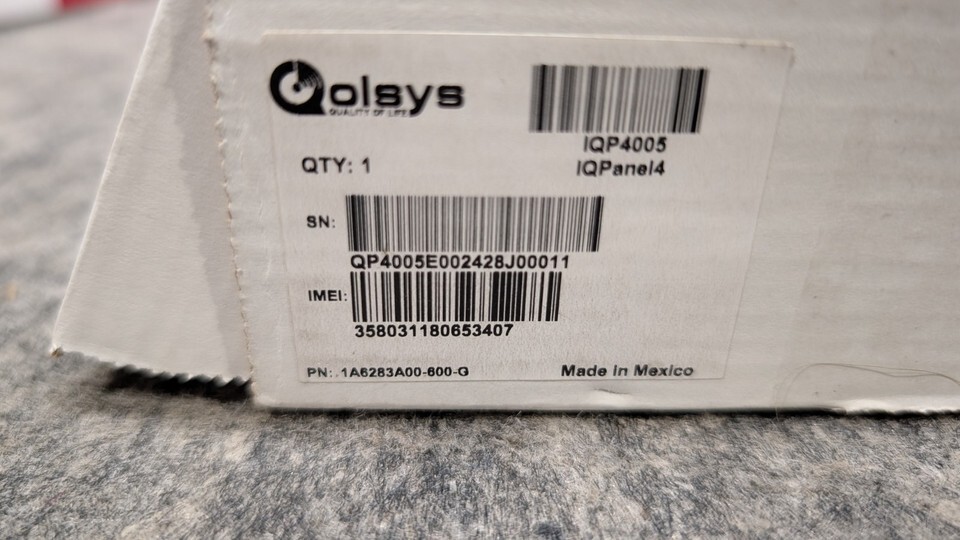 Qolsys
QUALITY OF LIFE
IQP4005
QTY: 1
IQPanel4
SN:
QP4005E002428J00011
IMEI:
358031180653407
PN: 1A6283A00-600-G
Made in Mexico